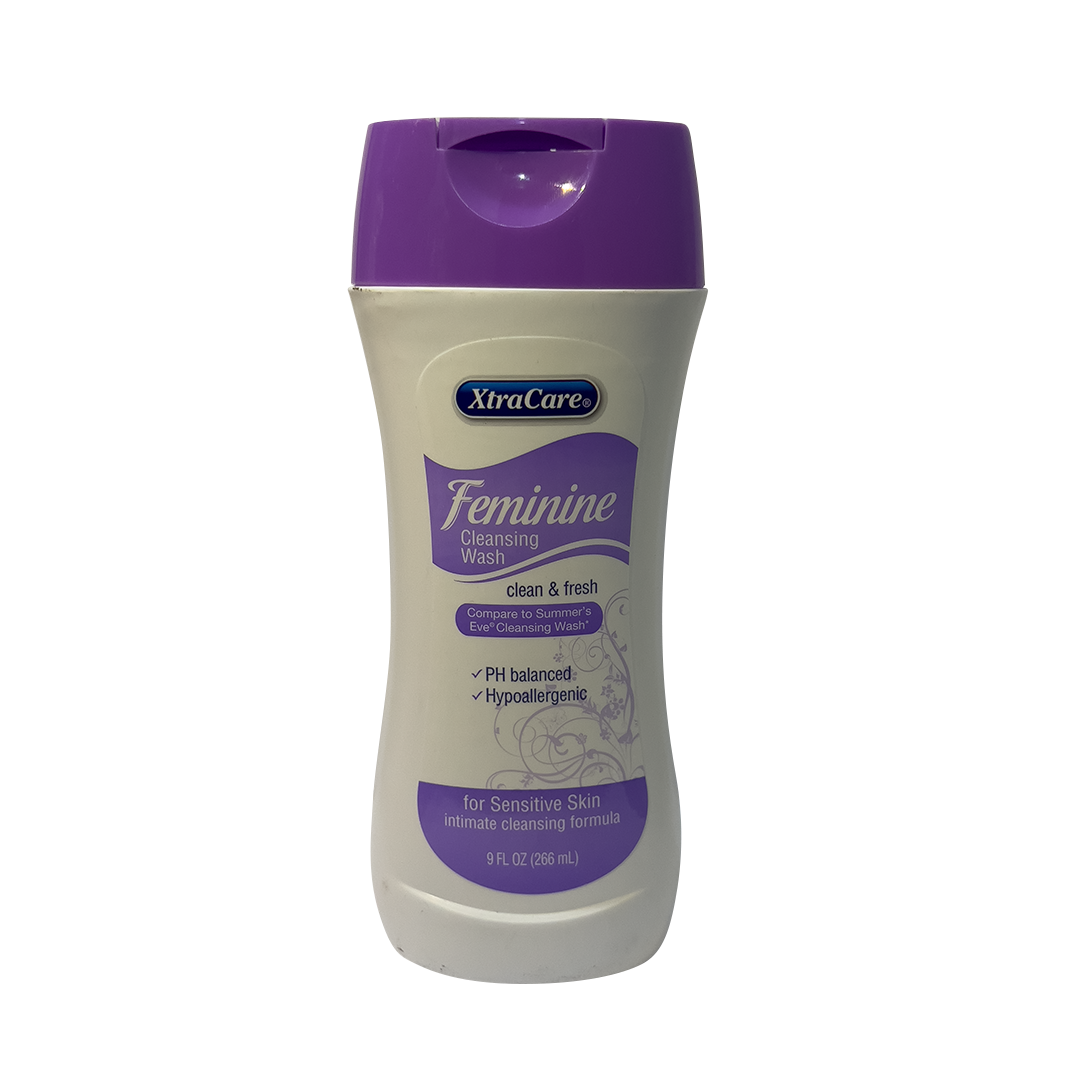 XtraCare®
Feminine
Cleansing
Wash
clean & fresh
Compare to Summer's
Eve® Cleansing Wash*
✓ PH balanced
✓ Hypoallergenic
for Sensitive Skin
intimate cleansing formula
9 FL OZ (266 mL)